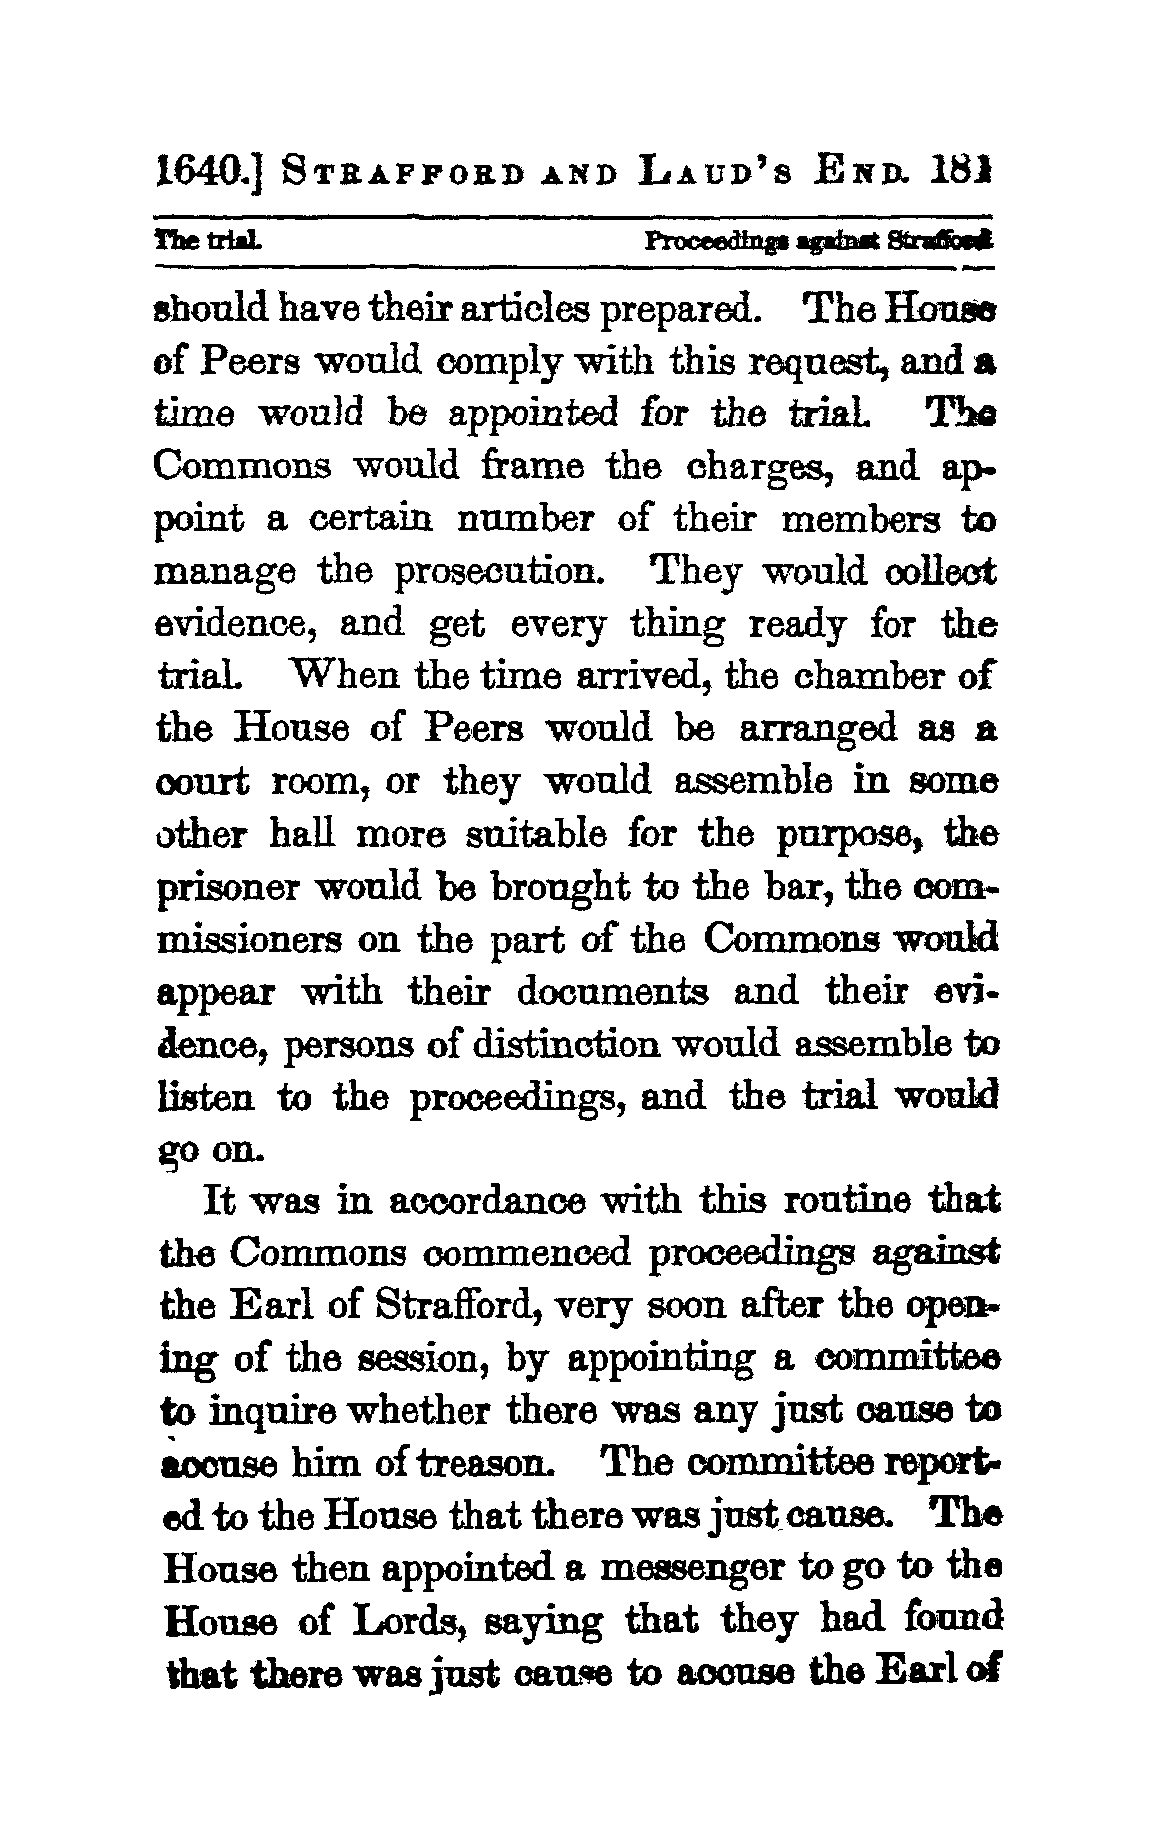 1640.] STRAFFORD AND LAUD'S END. 181
The trial. Proceedings against Strafford.
should have their articles prepared. The House
of Peers would comply with this request, and a
time would be appointed for the trial. The
Commons would frame the charges, and ap-
point a certain number of their members to
manage the prosecution. They would collect
evidence, and get every thing ready for the
trial. When the time arrived, the chamber of
the House of Peers would be arranged as a
court room, or they would assemble in some
other hall more suitable for the purpose, the
prisoner would be brought to the bar, the com-
missioners on the part of the Commons would
appear with their documents and their evi-
dence, persons of distinction would assemble to
listen to the proceedings, and the trial would
go on.
It was in accordance with this routine that
the Commons commenced proceedings against
the Earl of Strafford, very soon after the open-
ing of the session, by appointing a committee
to inquire whether there was any just cause to
accuse him of treason. The committee report-
ed to the House that there was just cause. The
House then appointed a messenger to go to the
House of Lords, saying that they had found
that there was just cause to accuse the Earl of